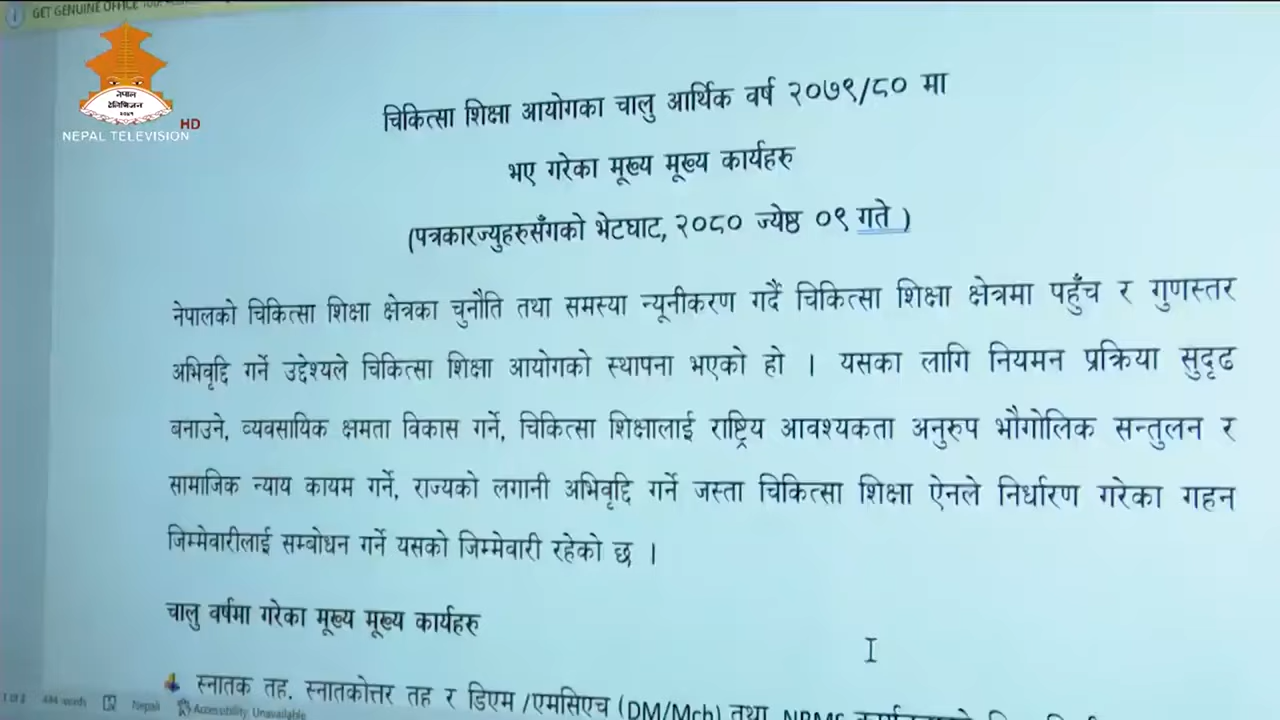 GET GENUINE OFFICE
नेपाल
टेलिभिजन
NEPAL TELEVISION HD
चिकित्सा शिक्षा आयोगका चालु आर्थिक वर्ष २०७९/८० मा
भए गरेका मूख्य मूख्य कार्यहरु
(पत्रकारज्युहरुसँगको भेटघाट, २०८० ज्येष्ठ ०९ गते )
नेपालको चिकित्सा शिक्षा क्षेत्रका चुनौति तथा समस्या न्यूनीकरण गर्दै चिकित्सा शिक्षा क्षेत्रमा पहुँच र गुणस्तर
अभिवृद्दि गर्ने उद्देश्यले चिकित्सा शिक्षा आयोगको स्थापना भएको हो । यसका लागि नियमन प्रक्रिया सुदृढ
बनाउने, व्यवसायिक क्षमता विकास गर्ने, चिकित्सा शिक्षालाई राष्ट्रिय आवश्यकता अनुरुप भौगोलिक सन्तुलन र
सामाजिक न्याय कायम गर्ने, राज्यको लगानी अभिवृद्दि गर्ने जस्ता चिकित्सा शिक्षा ऐनले निर्धारण गरेका गहन
जिम्मेवारीलाई सम्बोधन गर्ने यसको जिम्मेवारी रहेको छ ।
चालु वर्षमा गरेका मूख्य मूख्य कार्यहरु
स्नातक तह. स्नातकोत्तर तह र डिएम /एमसिएच (DM/Mch) तथा
Nepali Accessibility: Unavailable